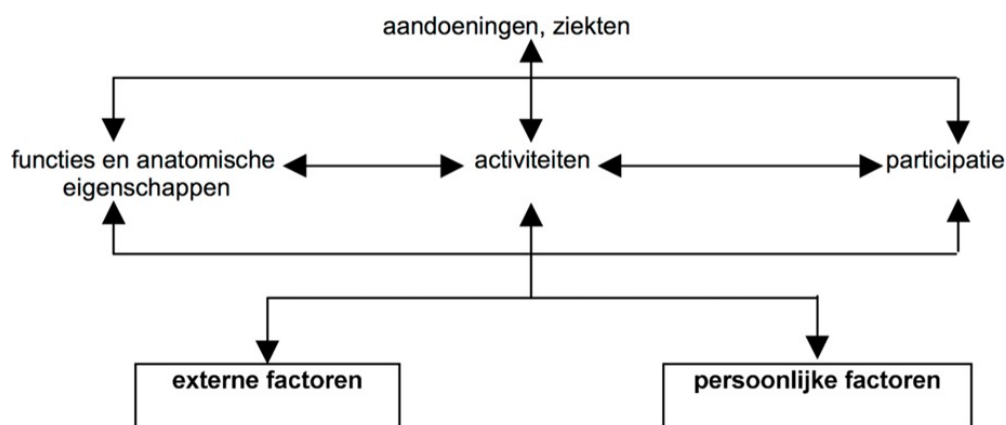 aandoeningen, ziekten
functies en anatomische
eigenschappen
activiteiten
participatie
externe factoren
persoonlijke factoren